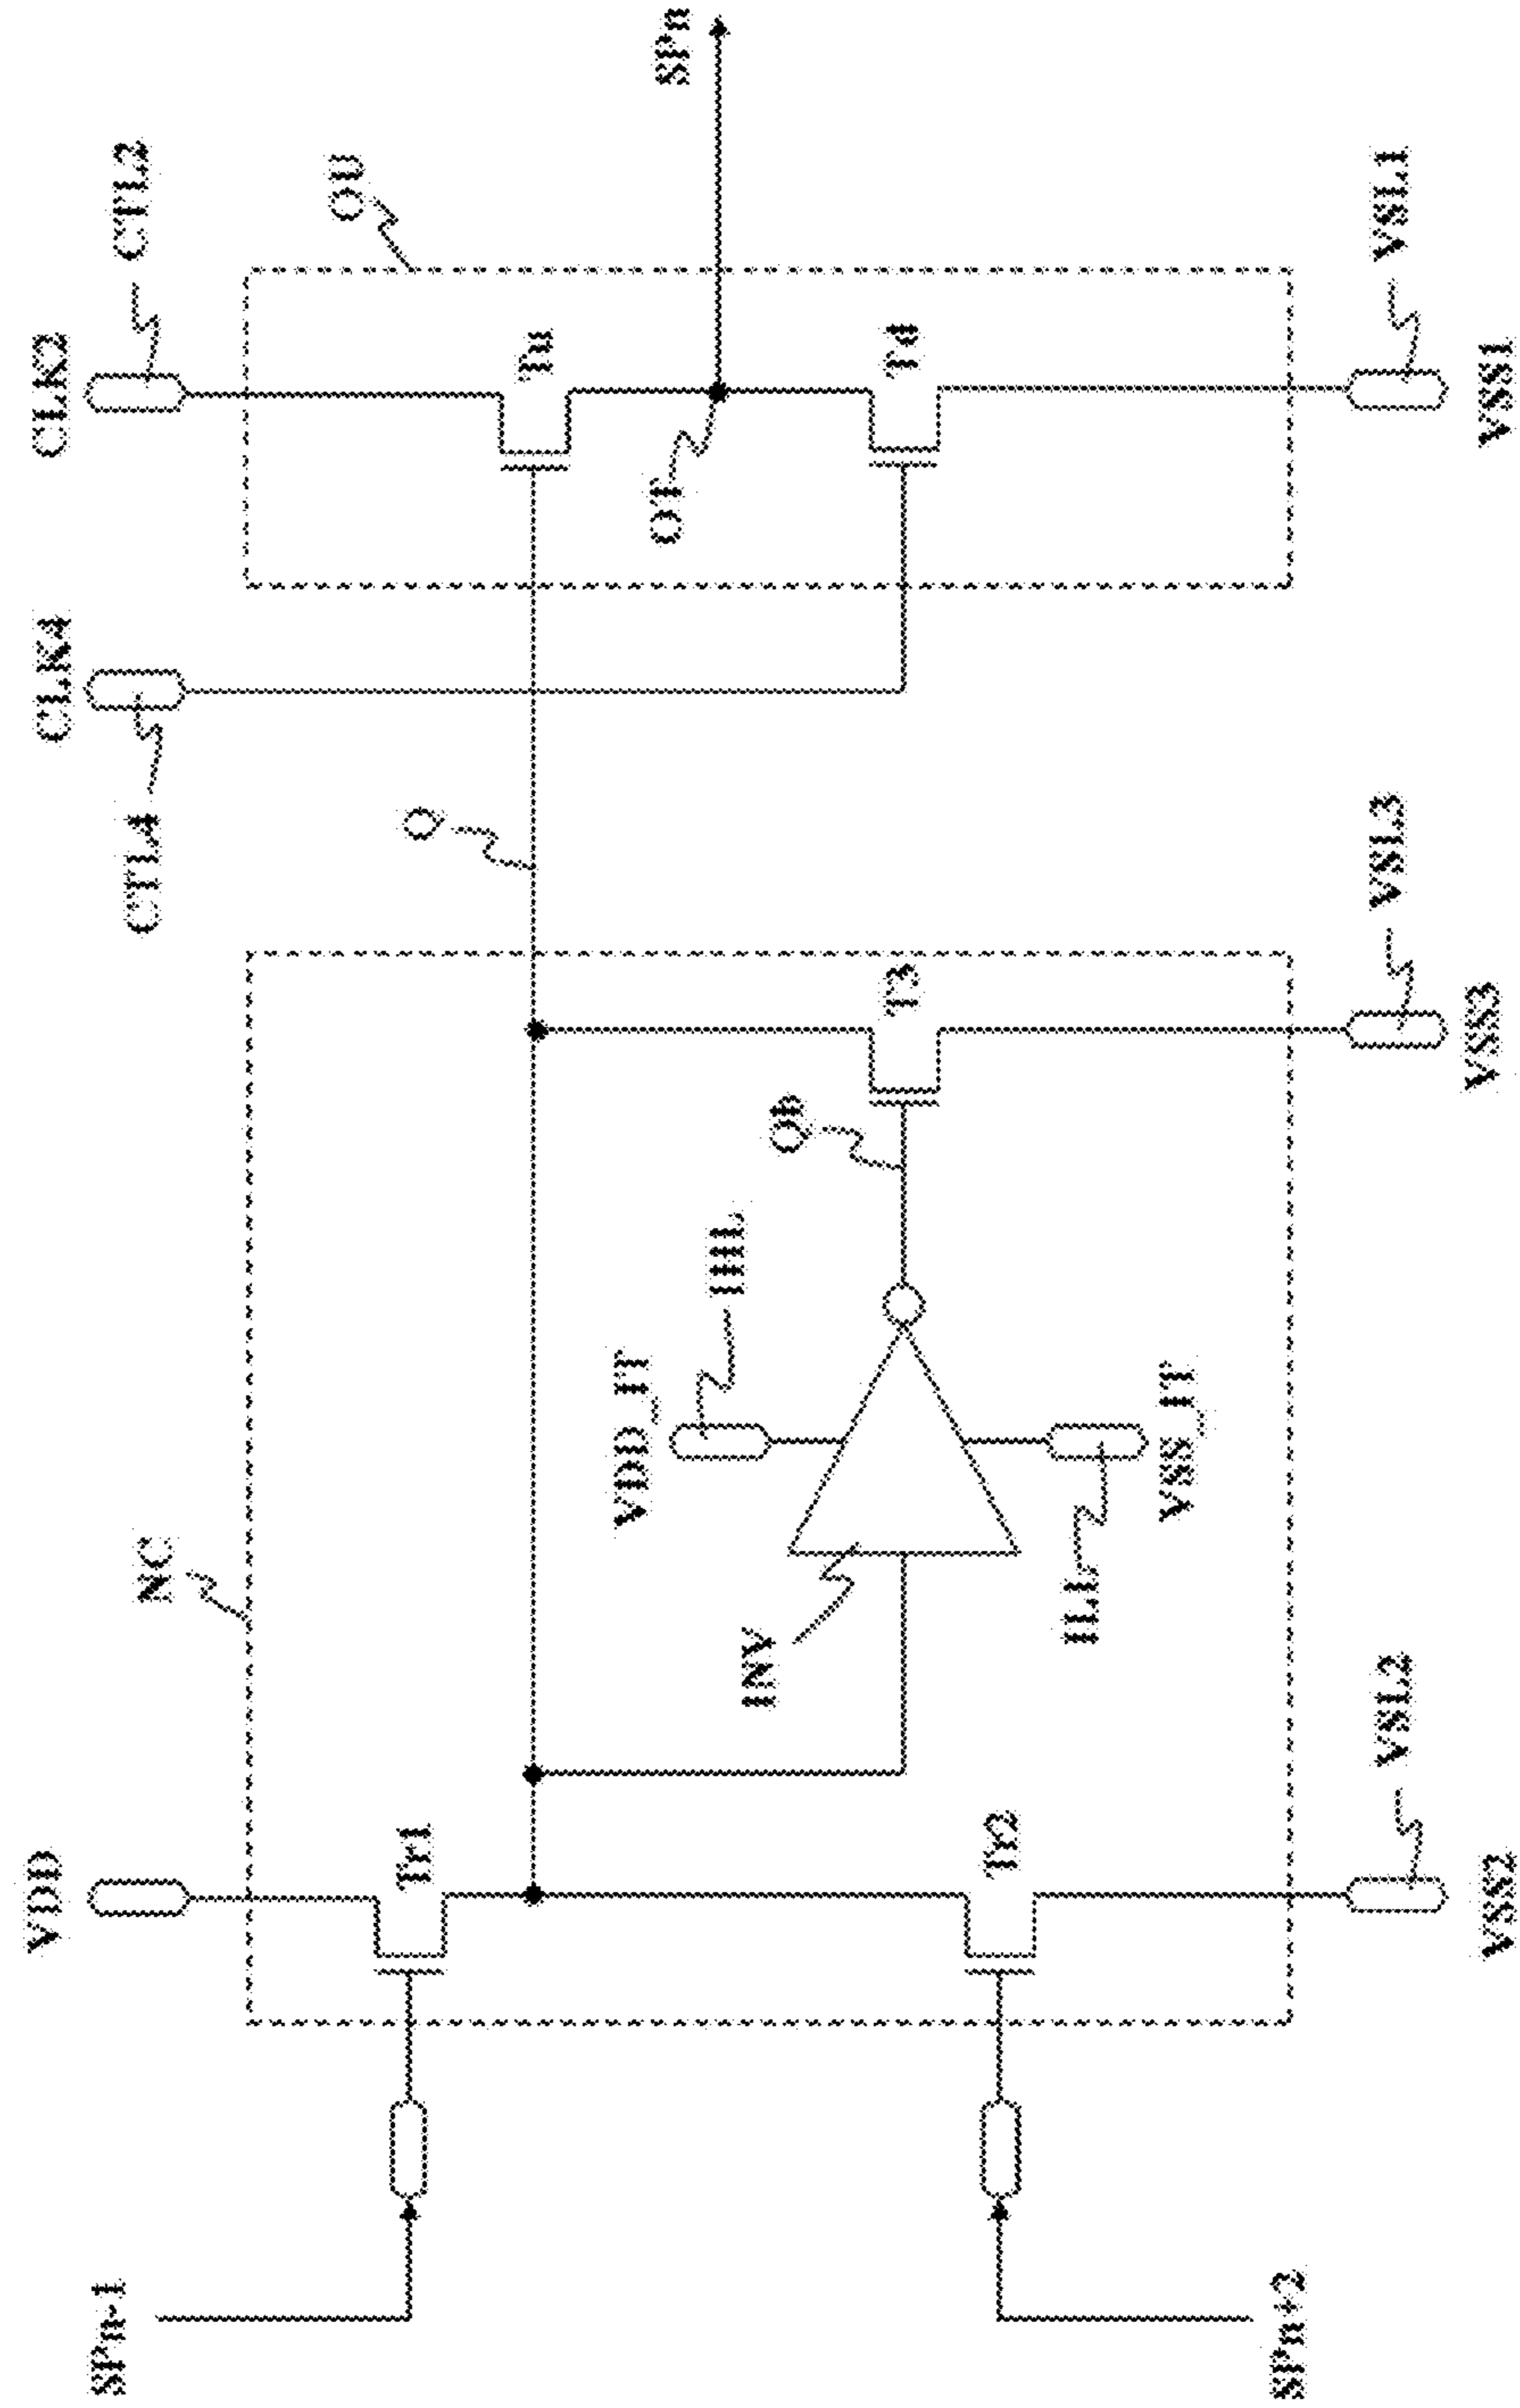 SPn-1
SPn+2
VDD
NC
Tr1
Tr2
VSL2
VSS2
INV
ILL
VDD_IT
VSS_IT
IHL
Qb
T3
VSL3
VSS3
Q
CTL4
CLK4
CLK2
CTL2
OU
Tu
OT
Td
SPn
VSL1
VSS1